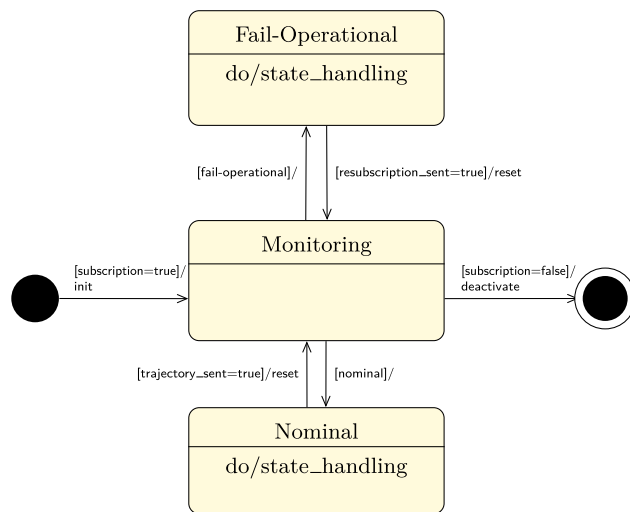 Fail-Operational
do/state_handling
[fail-operational]/
[resubscription_sent=true]/reset
Monitoring
[subscription=true]/
init
[subscription=false]/
deactivate
[trajectory_sent=true]/reset
[nominal]/
Nominal
do/state_handling